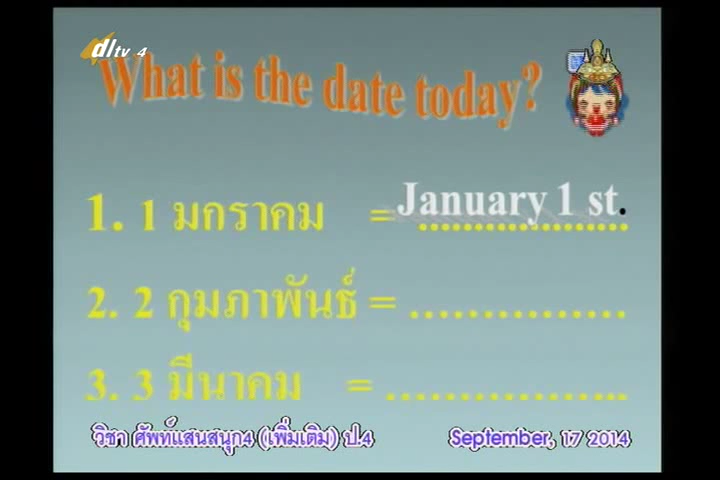 dltv 4
What is the date today?
1. 1 มกราคม = January 1 st.
2. 2 กุมภาพันธ์ = ..............
3. 3 มีนาคม = ................
วิชา ศัพท์แสนสนุก4 (เพิ่มเติม) ป.4 September, 17 2014